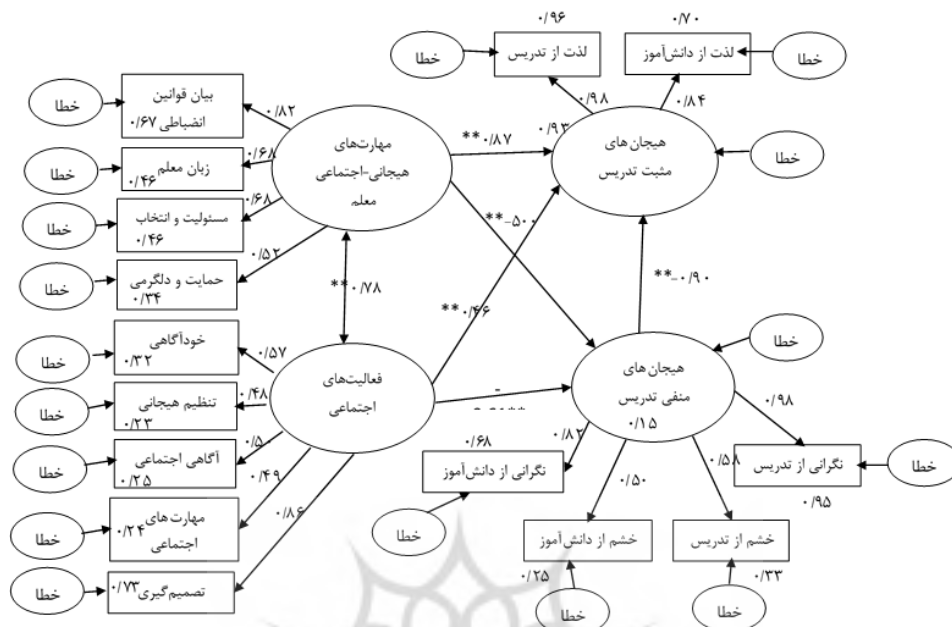 ۰/۹۶
۰/۷۰
خطا
لذت از تدریس
لذت از دانش‌آموز
خطا
۰/۹۸
۰/۸۴
خطا
بیان قوانین
انضباطی ۰/۶۷
۰/۸۲
مهارت‌های
هیجانی-اجتماعی
معلم
**۰/۸۷
۰/۹۳
هیجان‌های
مثبت تدریس
خطا
خطا
زبان معلم
۰/۴۶
۰/۶۸
خطا
مسئولیت و انتخاب
۰/۴۶
۰/۶۸
**-۵۰۰
خطا
حمایت و دلگرمی
۰/۳۴
۰/۵۲
**۰/۷۸
**۰/۴۶
**-۰/۹۰
خطا
خودآگاهی
۰/۳۲
۰/۵۷
فعالیت‌های
اجتماعی
هیجان‌های
منفی تدریس
۰/۱۵
خطا
خطا
تنظیم هیجانی
۰/۲۳
۰/۴۸
-
خطا
آگاهی اجتماعی
۰/۲۵
۰/۵۰
خطا
مهارت‌های
اجتماعی
۰/۲۴
۰/۴۹
خطا
تصمیم‌گیری
۰/۷۳
۰/۸۶
۰/۶۸
نگرانی از دانش‌آموز
۰/۸۲
خطا
۰/۵۰
خشم از دانش‌آموز
۰/۲۵
خطا
۰/۵۸
خشم از تدریس
۰/۳۳
خطا
۰/۹۸
نگرانی از تدریس
۰/۹۵
خطا